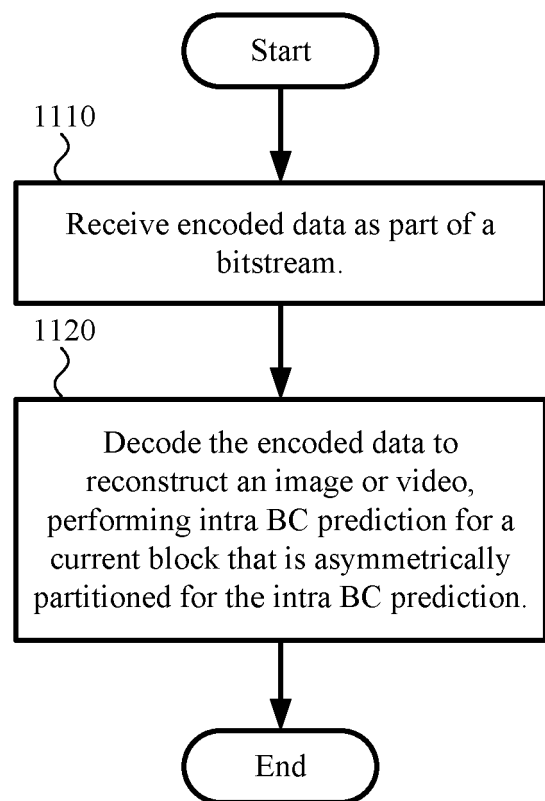 Start
1110
Receive encoded data as part of a
bitstream.
1120
Decode the encoded data to
reconstruct an image or video,
performing intra BC prediction for a
current block that is asymmetrically
partitioned for the intra BC prediction.
End